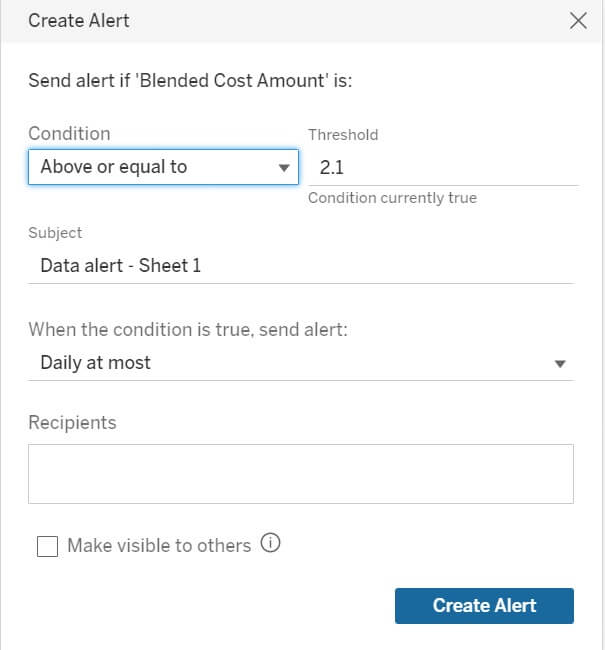 Create Alert
Send alert if 'Blended Cost Amount' is:
Condition
Threshold
Above or equal to
2.1
Condition currently true
Subject
Data alert - Sheet 1
When the condition is true, send alert:
Daily at most
Recipients
Make visible to others
Create Alert